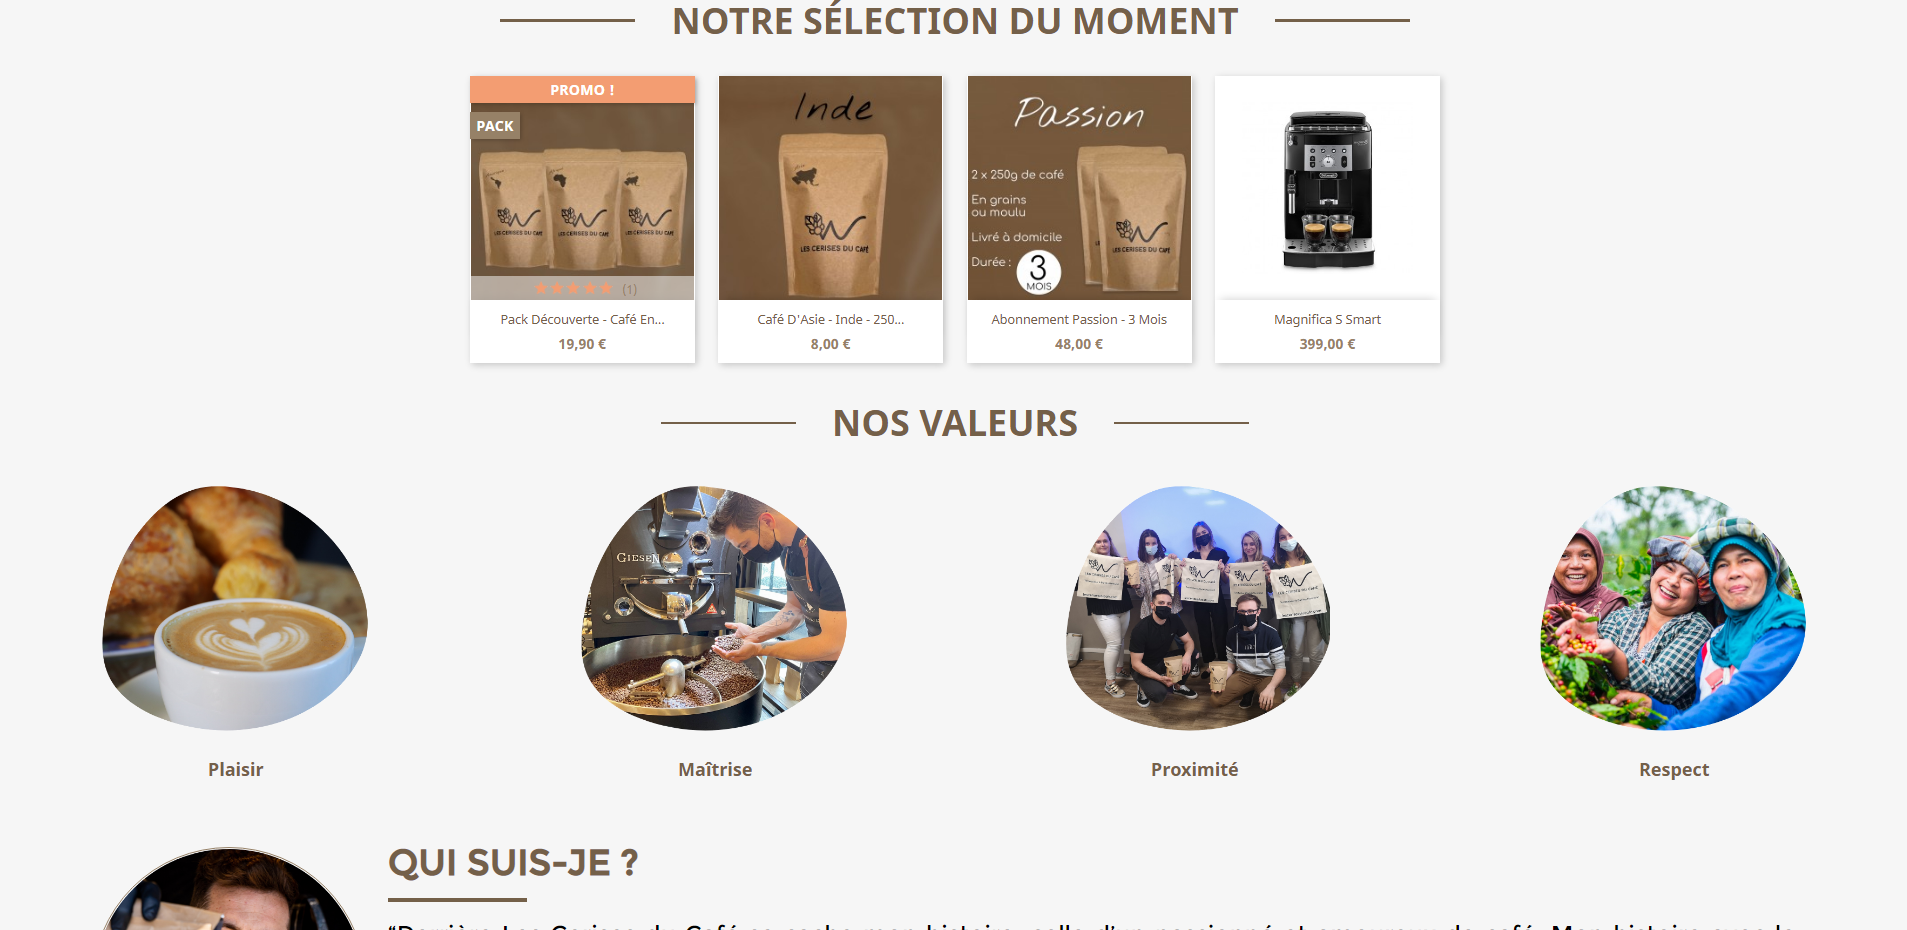 NOTRE SÉLECTION DU MOMENT
PROMO !
PACK
LES CERISES DU CAFÉ
LES CERISES DU CAFÉ
LES CERISES DU CAFÉ
(1)
Pack Découverte - Café En...
19,90 €
Inde
LES CERISES DU CAFÉ
Café D'Asie - Inde - 250...
8,00 €
Passion
2 x 250g de café
En grains
ou moulu
Livré à domicile
Durée : 3
MOIS
LES CERISES DU CAFÉ
Abonnement Passion - 3 Mois
48,00 €
Magnifica S Smart
399,00 €
NOS VALEURS
GIESEN
Plaisir
Maîtrise
Proximité
Respect
QUI SUIS-JE ?